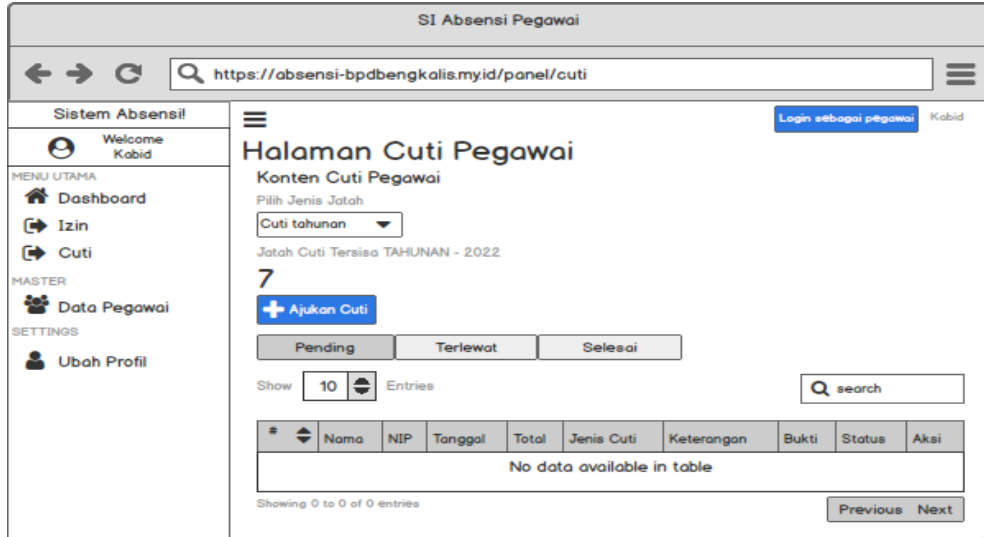 SI Absensi Pegawai
https://absensi-bpdbengkalis.my.id/panel/cuti
Sistem Absensi!
Welcome
Kabid
MENU UTAMA
Dashboard
Izin
Cuti
MASTER
Data Pegawai
SETTINGS
Ubah Profil
Login sebagai pegawai Kabid
Halaman Cuti Pegawai
Konten Cuti Pegawai
Pilih Jenis Jatah
Cuti tahunan
Jatah Cuti Tersisa TAHUNAN - 2022
7
Ajukan Cuti
Pending Terlewat Selesai
Show 10 Entries search
# Nama NIP Tanggal Total Jenis Cuti Keterangan Bukti Status Aksi
No data available in table
Showing 0 to 0 of 0 entries Previous Next